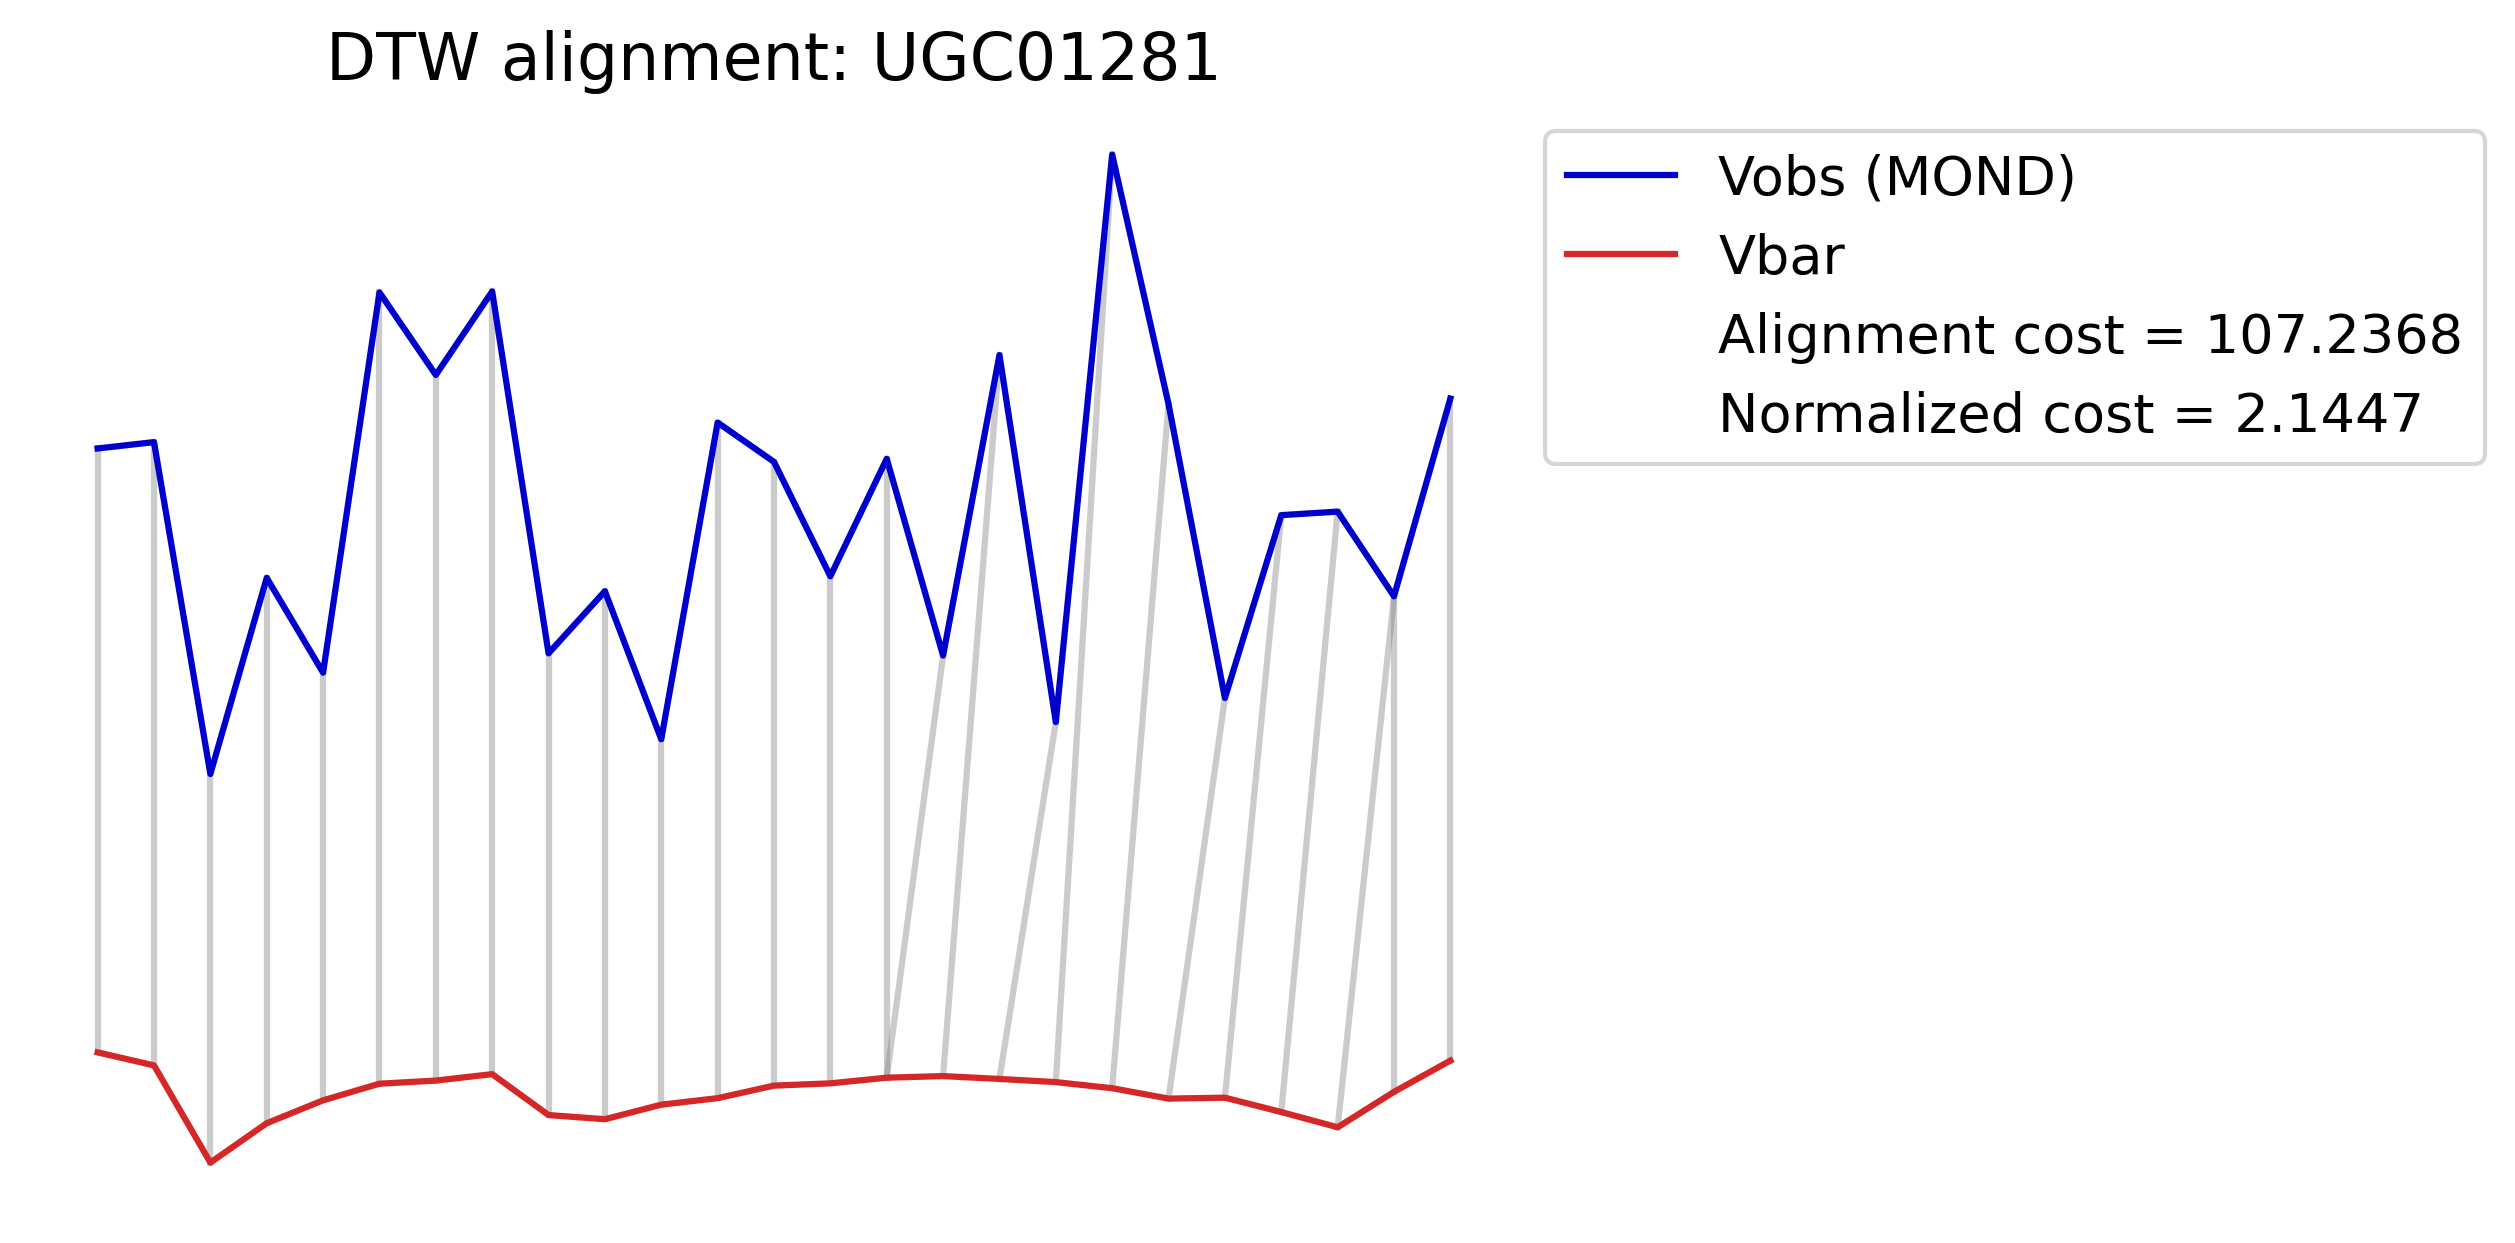 DTW alignment: UGC01281
Vobs (MOND)
Vbar
Alignment cost = 107.2368
Normalized cost = 2.1447